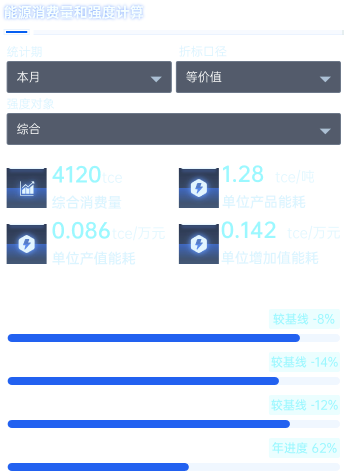 能源消费量和强度计算
统计期 折标口径
本月 等价值
强度对象
综合
4120tce 1.28 tce/吨
综合消费量 单位产品能耗
0.086tce/万元 0.142 tce/万元
单位产值能耗 单位增加值能耗
较基线 -8%
较基线 -14%
较基线 -12%
年进度 62%